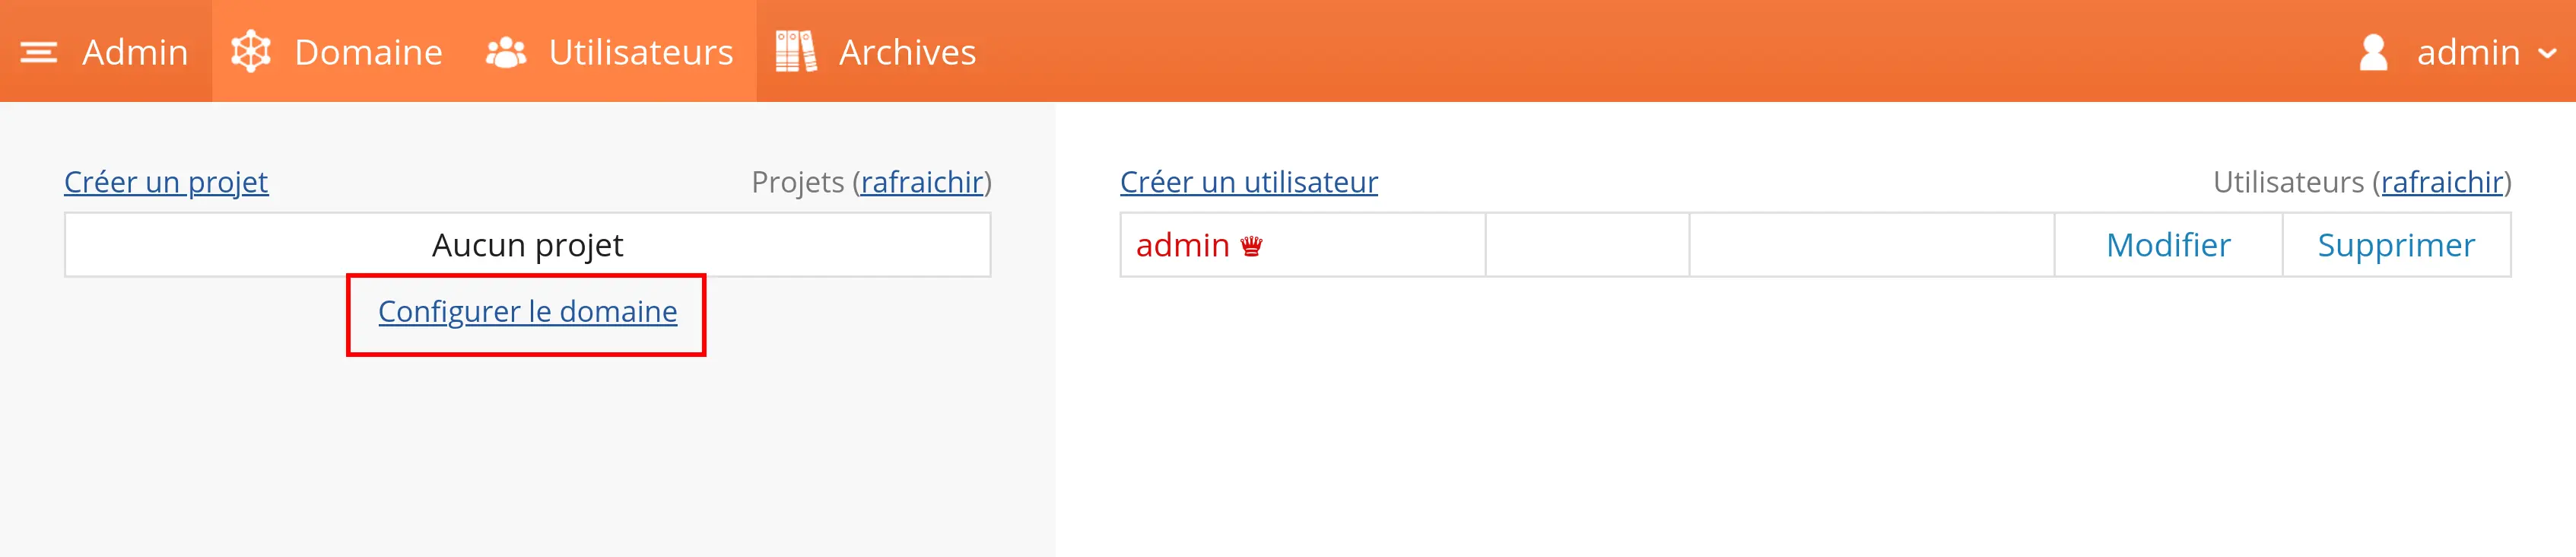 Admin Domaine Utilisateurs Archives admin
Créer un projet Projets (rafraichir)
Aucun projet
Configurer le domaine
Créer un utilisateur Utilisateurs (rafraichir)
admin Modifier Supprimer